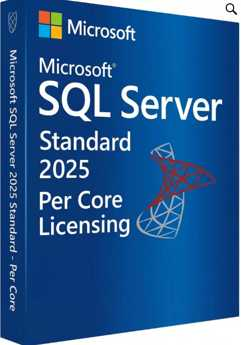 Microsoft
Microsoft®
SQL Server
Standard
2025
Per Core
Licensing
Microsoft SQL Server 2025 Standard - Per Core